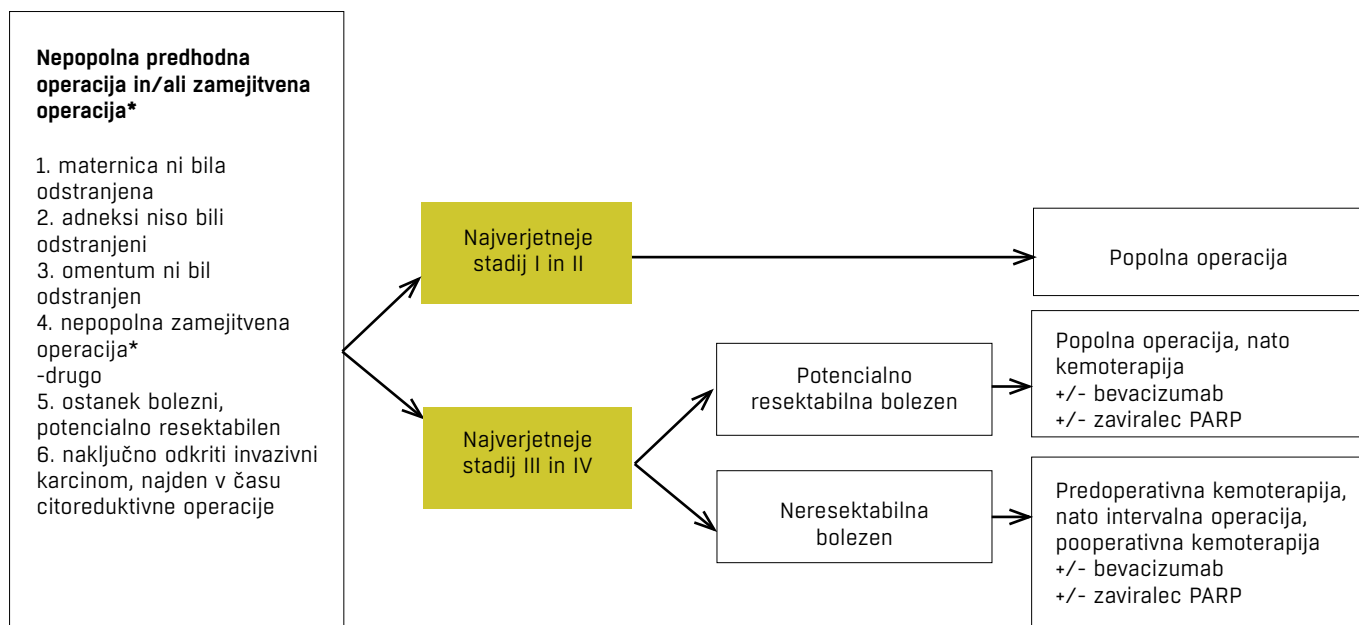 Nepopolna predhodna
operacija in/ali zamejitvena
operacija*
1. maternica ni bila
odstranjena
2. adneksi niso bili
odstranjeni
3. omentum ni bil
odstranjen
4. nepopolna zamejitvena
operacija*
-drugo
5. ostanek bolezni,
potencialno resektabilen
6. naključno odkriti invazivni
karcinom, najden v času
citoreduktivne operacije
Najverjetneje
stadij I in II
Popolna operacija
Najverjetneje
stadij III in IV
Potencialno
resektabilna bolezen
Popolna operacija, nato
kemoterapija
+/- bevacizumab
+/- zaviralec PARP
Neresektabilna
bolezen
Predoperativna kemoterapija,
nato intervalna operacija,
pooperativna kemoterapija
+/- bevacizumab
+/- zaviralec PARP